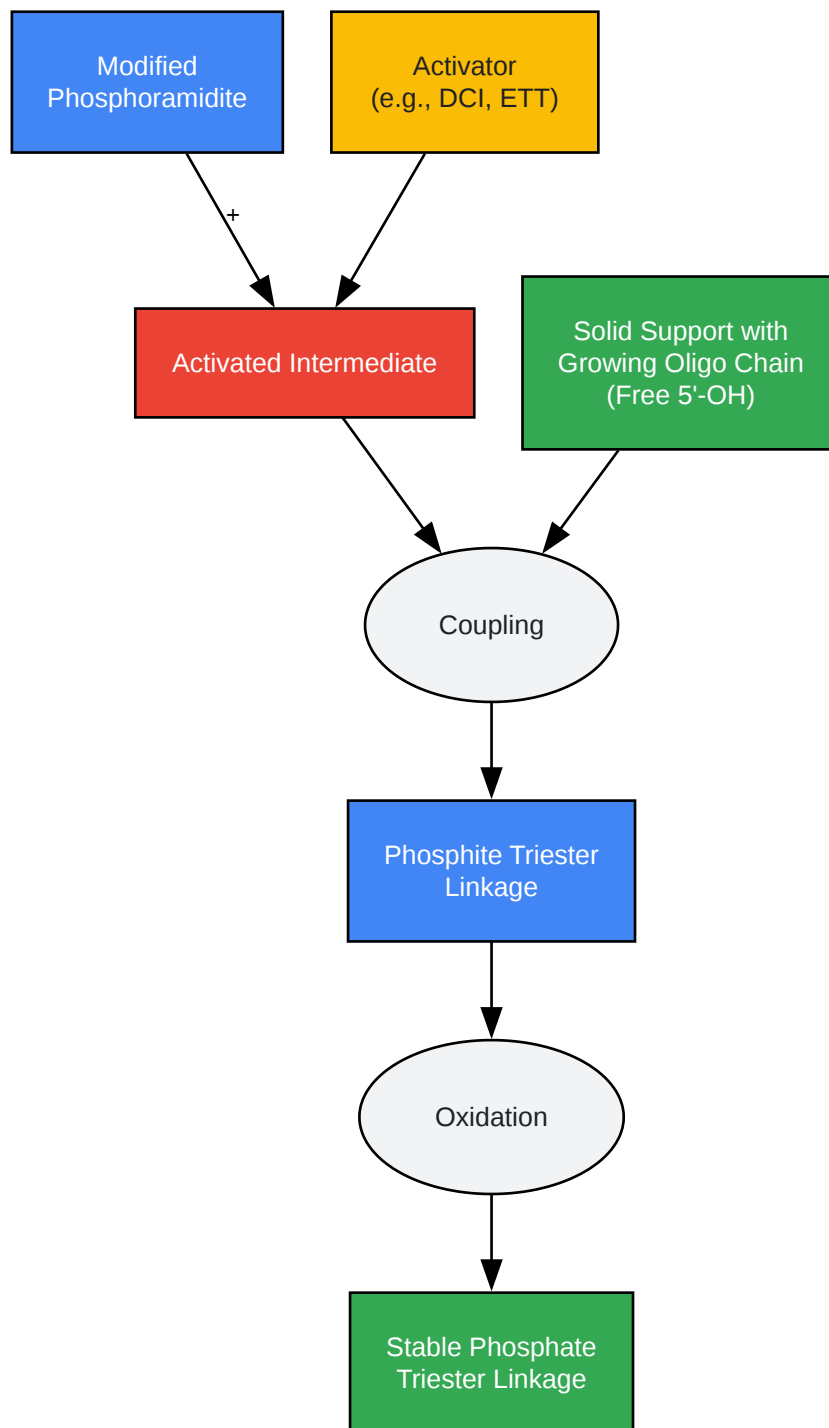 Modified
Phosphoramidite
Activator
(e.g., DCI, ETT)
+
Activated Intermediate
Solid Support with
Growing Oligo Chain
(Free 5'-OH)
Coupling
Phosphite Triester
Linkage
Oxidation
Stable Phosphate
Triester Linkage